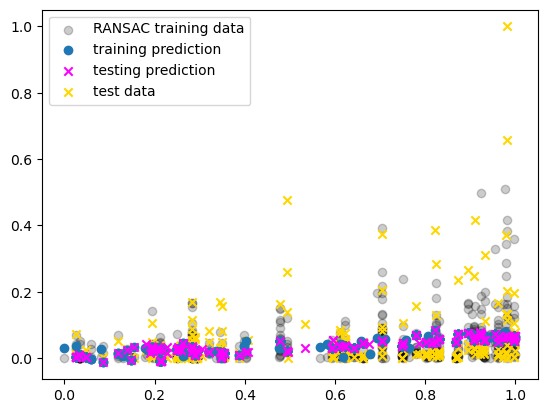 RANSAC training data
training prediction
testing prediction
test data
1.0
0.8
0.6
0.4
0.2
0.0
0.0 0.2 0.4 0.6 0.8 1.0